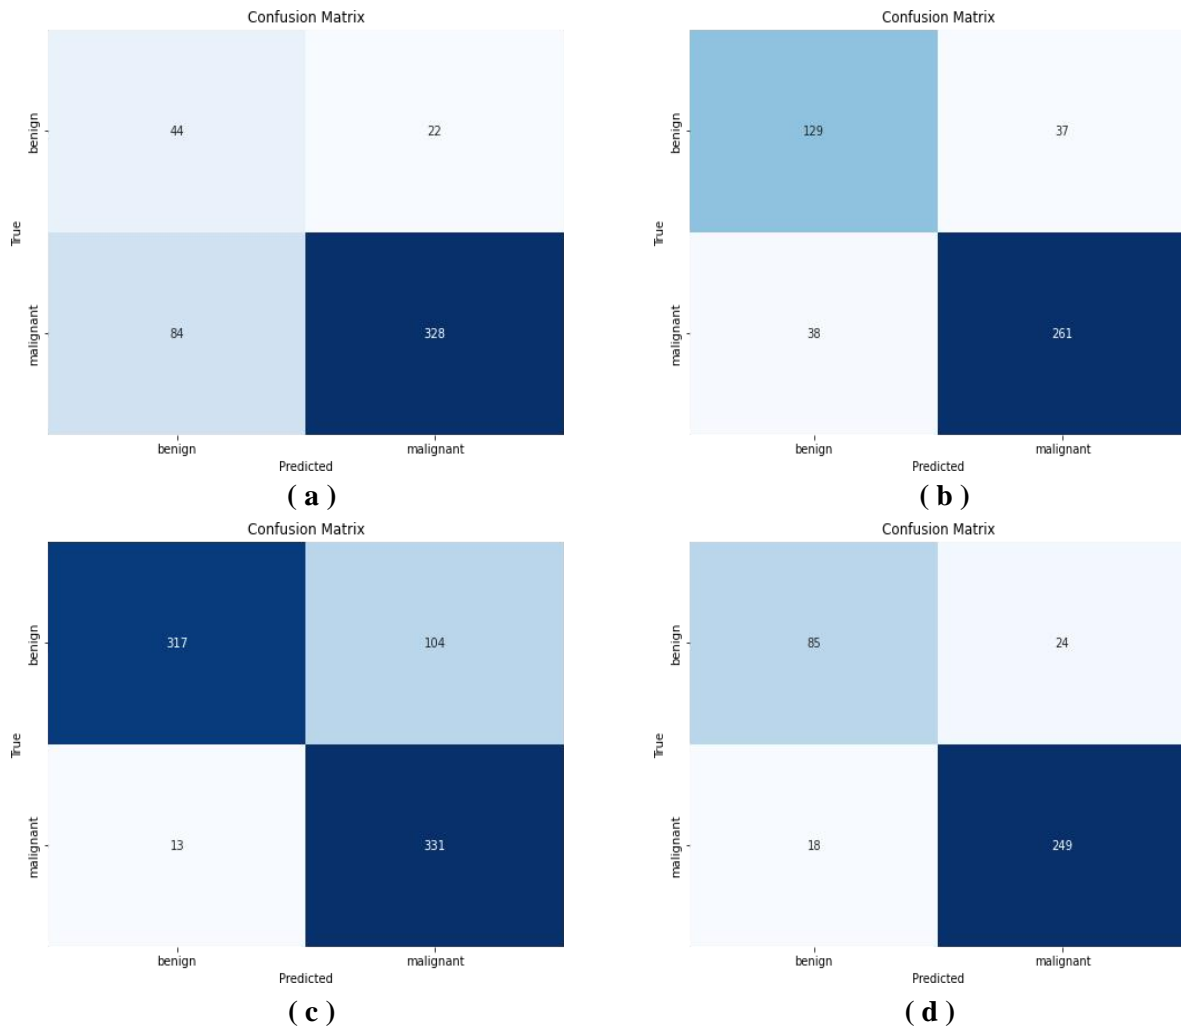 Confusion Matrix
benign
44
22
True
malignant
84
328
benign
malignant
Predicted
( a )
Confusion Matrix
benign
129
37
True
malignant
38
261
benign
malignant
Predicted
( b )
Confusion Matrix
benign
317
104
True
malignant
13
331
benign
malignant
Predicted
( c )
Confusion Matrix
benign
85
24
True
malignant
18
249
benign
malignant
Predicted
( d )